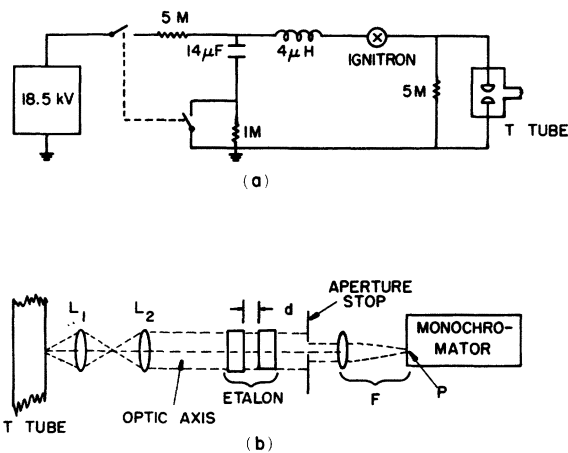 5 M
14μF
4μH
IGNITRON
18.5 kV
5M
1M
T TUBE
(a)
L1
L2
d
APERTURE
STOP
MONOCHRO-
MATOR
OPTIC AXIS
ETALON
F
P
T TUBE
(b)